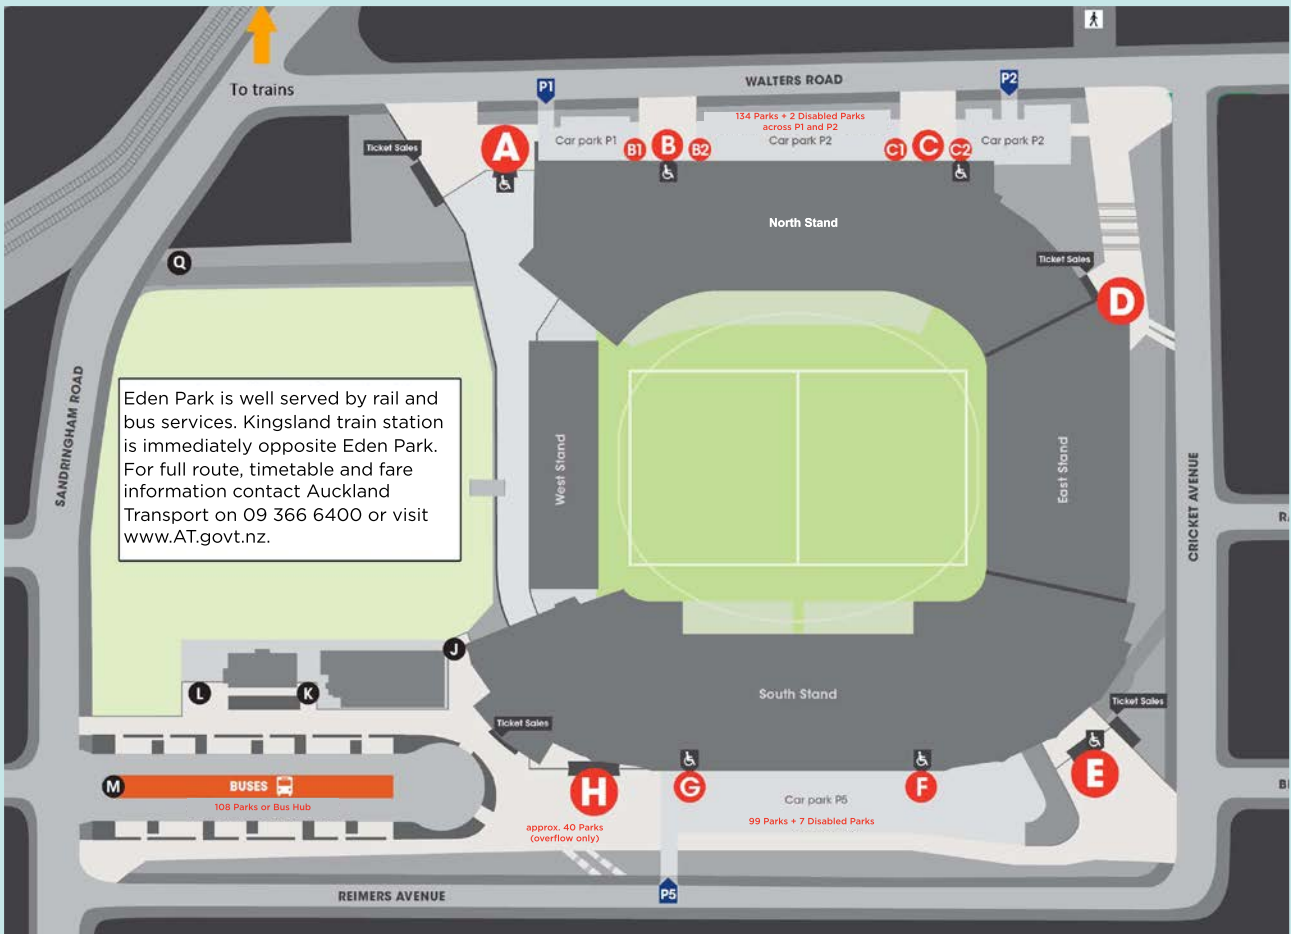 To trains
P1
WALTERS ROAD
P2
134 Parks + 2 Disabled Parks
across P1 and P2
Ticket Sales
A
Car park P1
B1
B
B2
Car park P2
C1
C
C2
Car park P2
North Stand
Q
Ticket Sales
D
SANDRINGHAM ROAD
Eden Park is well served by rail and
bus services. Kingsland train station
is immediately opposite Eden Park.
For full route, timetable and fare
information contact Auckland
Transport on 09 366 6400 or visit
www.AT.govt.nz.
West Stand
East Stand
CRICKET AVENUE
R
J
L
K
South Stand
Ticket Sales
Ticket Sales
M
BUSES
108 Parks or Bus Hub
H
approx. 40 Parks
(overflow only)
G
F
E
Car park P5
99 Parks + 7 Disabled Parks
B
REIMERS AVENUE
P5